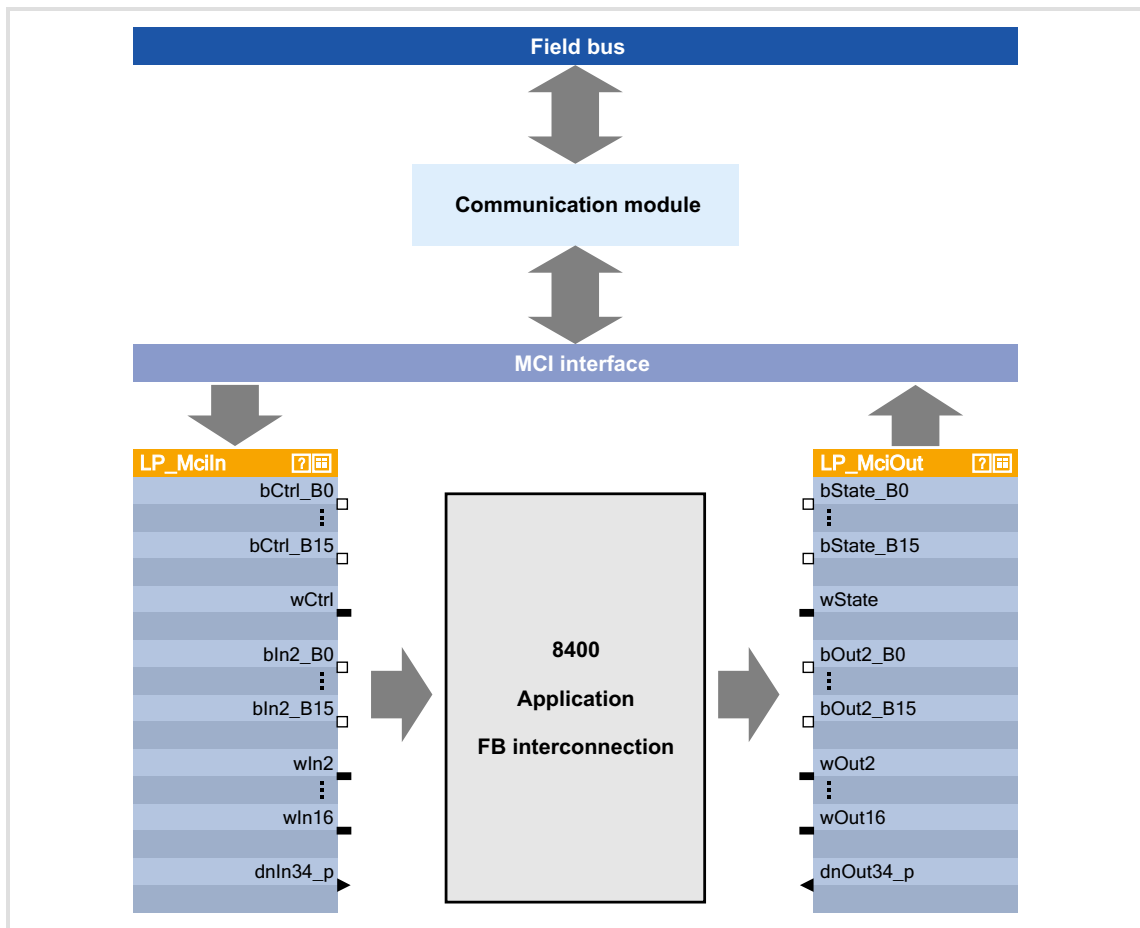 Field bus
Communication module
MCI interface
LP_MciIn
bCtrl_B0
bCtrl_B15
wCtrl
bIn2_B0
bIn2_B15
wIn2
wIn16
dnIn34_p
8400
Application
FB interconnection
LP_MciOut
bState_B0
bState_B15
wState
bOut2_B0
bOut2_B15
wOut2
wOut16
dnOut34_p